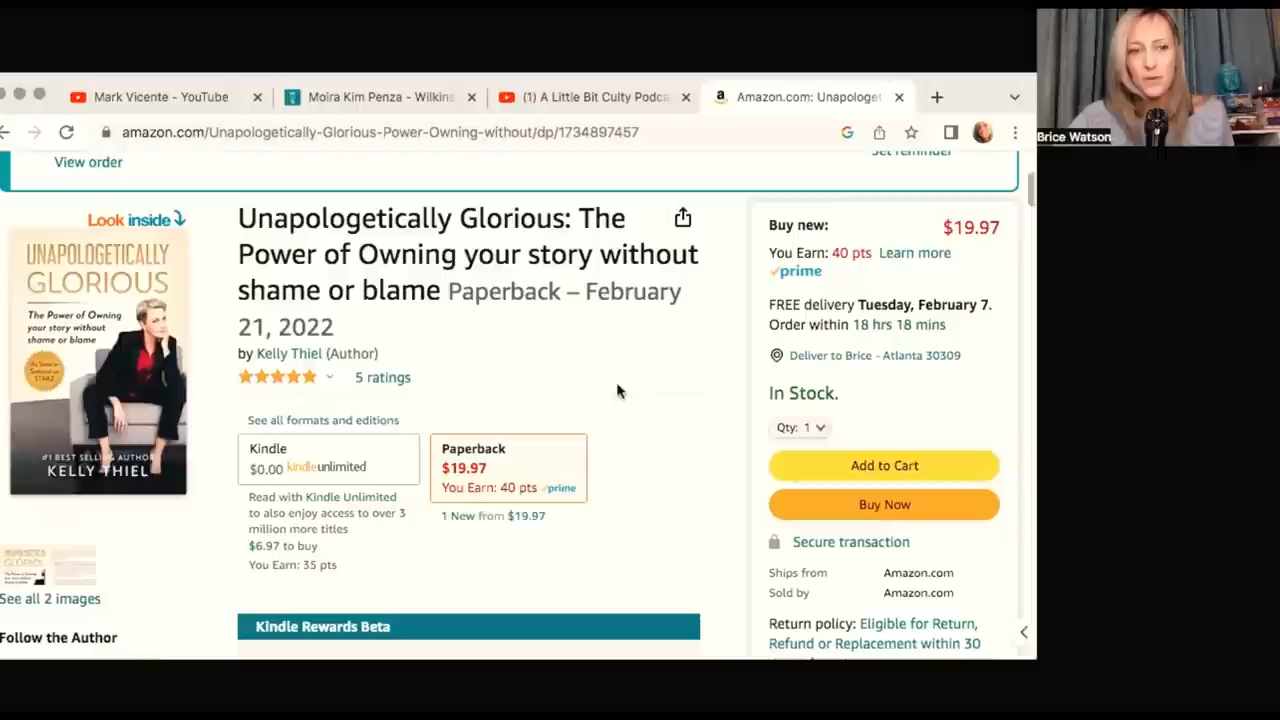 Mark Vicente - YouTube
Moira Kim Penza - Wilkins
(1) A Little Bit Culty Podca
Amazon.com: Unapologet
amazon.com/Unapologetically-Glorious-Power-Owning-without/dp/1734897457
Brice Watson
View order
Set reminder
Look inside
UNAPOLOGETICALLY
GLORIOUS
The Power of Owning
your story without
shame or blame
#1 BEST SELLING AUTHOR
KELLY THIEL
See all 2 images
Follow the Author
Unapologetically Glorious: The
Power of Owning your story without
shame or blame Paperback – February
21, 2022
by Kelly Thiel (Author)
5 ratings
See all formats and editions
Kindle
$0.00 kindleunlimited
Read with Kindle Unlimited
to also enjoy access to over 3
million more titles
$6.97 to buy
You Earn: 35 pts
Paperback
$19.97
You Earn: 40 pts prime
1 New from $19.97
Kindle Rewards Beta
Buy new:
$19.97
You Earn: 40 pts Learn more
prime
FREE delivery Tuesday, February 7.
Order within 18 hrs 18 mins
Deliver to Brice - Atlanta 30309
In Stock.
Qty: 1
Add to Cart
Buy Now
Secure transaction
Ships from Amazon.com
Sold by Amazon.com
Return policy: Eligible for Return,
Refund or Replacement within 30